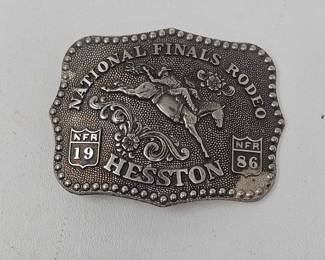 NATIONAL FINALS RODEO
NFR
19
NFR
86
HESSTON